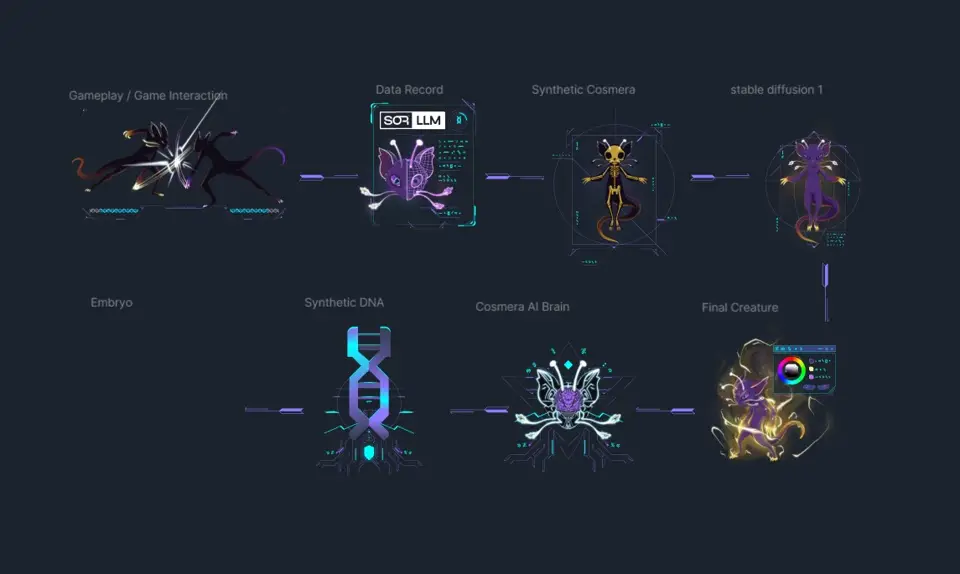 Gameplay / Game Interaction
Data Record
Synthetic Cosmera
stable diffusion 1
LLM
Embryo
Synthetic DNA
Cosmera AI Brain
Final Creature